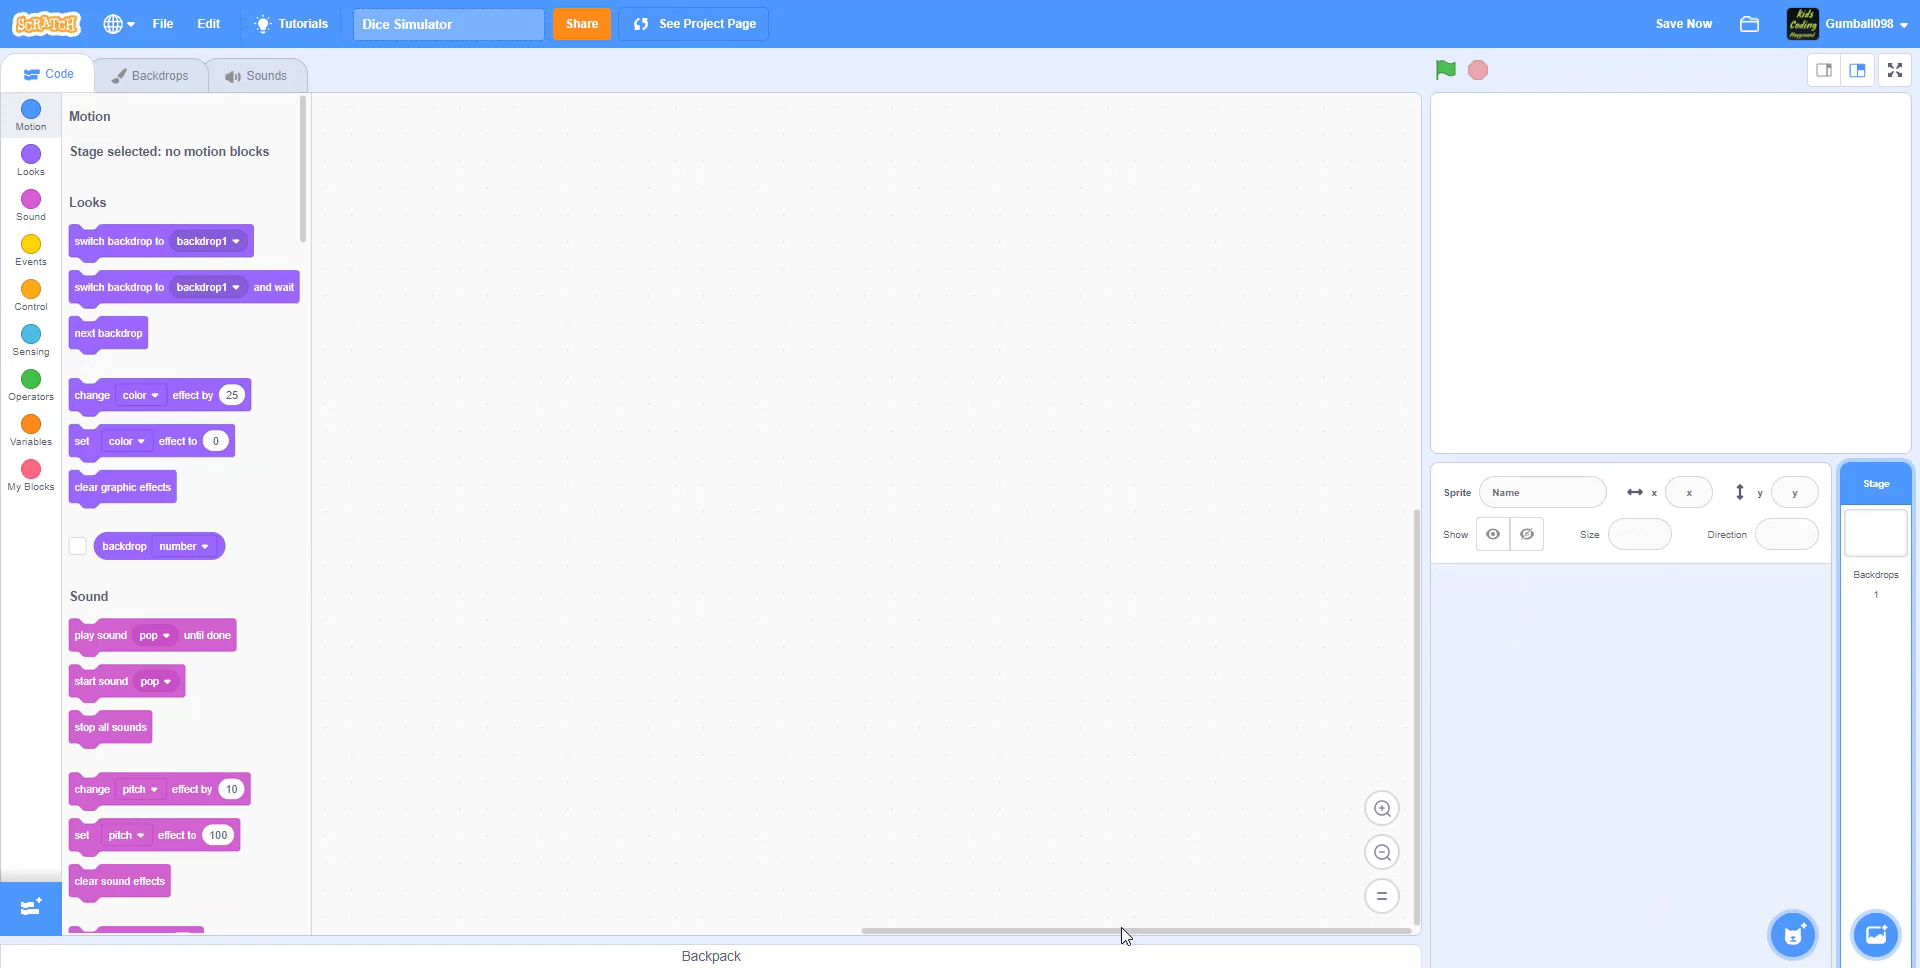 SCRATCH File Edit Tutorials Dice Simulator Share See Project Page Save Now Kids Coding Playground Gumball098
Code Backdrops Sounds
Motion
Looks
Sound
Events
Control
Sensing
Operators
Variables
My Blocks
Motion
Stage selected: no motion blocks
Looks
switch backdrop to backdrop1
switch backdrop to backdrop1 and wait
next backdrop
change color effect by 25
set color effect to 0
clear graphic effects
backdrop number
Sound
play sound pop until done
start sound pop
stop all sounds
change pitch effect by 10
set pitch effect to 100
clear sound effects
Backpack
Sprite Name x x y y
Show Size Direction
Stage
Backdrops
1